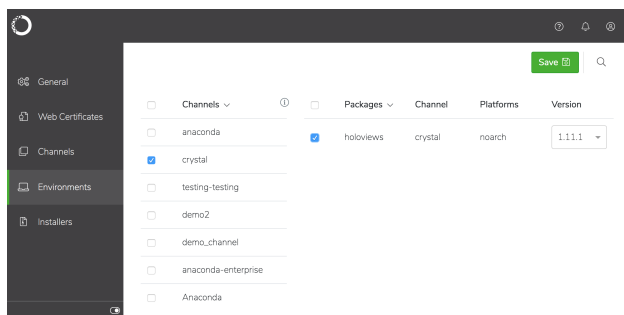 Save
General
Web Certificates
Channels
Environments
Installers
Channels
anaconda
crystal
testing-testing
demo2
demo_channel
anaconda-enterprise
Anaconda
Packages Channel Platforms Version
holoviews crystal noarch 1.11.1